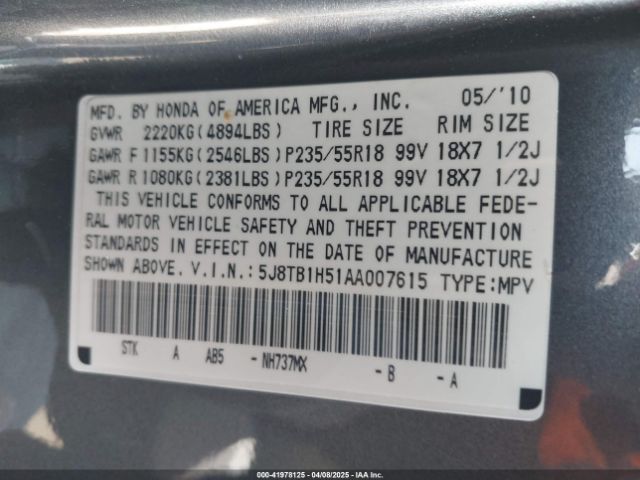 MFD. BY HONDA OF AMERICA MFG., INC. 05/'10
GVWR 2220KG(4894LBS) TIRE SIZE RIM SIZE
GAWR F1155KG(2546LBS)P235/55R18 99V 18X7 1/2J
GAWR R1080KG(2381LBS)P235/55R18 99V 18X7 1/2J
THIS VEHICLE CONFORMS TO ALL APPLICABLE FEDE-
RAL MOTOR VEHICLE SAFETY AND THEFT PREVENTION
STANDARDS IN EFFECT ON THE DATE OF MANUFACTURE
SHOWN ABOVE. V.I.N.:5J8TB1H51AA007615 TYPE:MPV
STK A AB5 -NH737MX -B -A
000-41978125 - 04/08/2025 - IAA Inc.